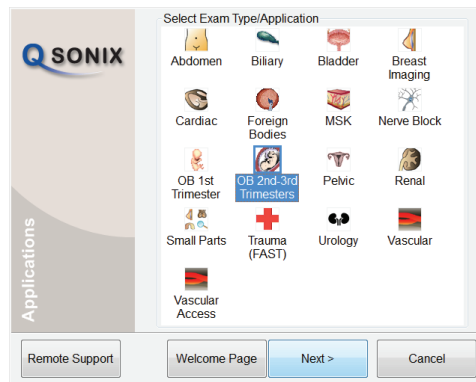 Select Exam Type/Application
Q SONIX
Abdomen Biliary Bladder Breast
Imaging
Cardiac Foreign MSK Nerve Block
Bodies
OB 1st OB 2nd-3rd Pelvic Renal
Trimester Trimesters
Small Parts Trauma Urology Vascular
(FAST)
Vascular
Access
Applications
Remote Support Welcome Page Next > Cancel